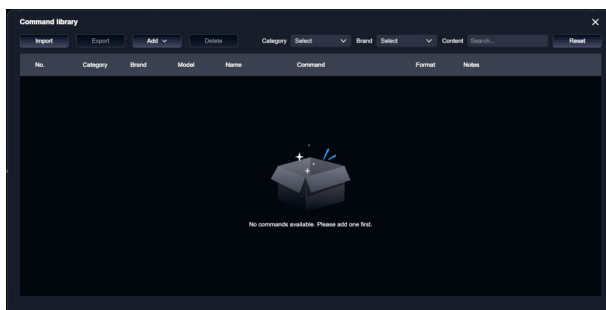 Command library
Import Export Add Delete Category Select Brand Select Content Search... Reset
No. Category Brand Model Name Command Format Notes
No commands available. Please add one first.